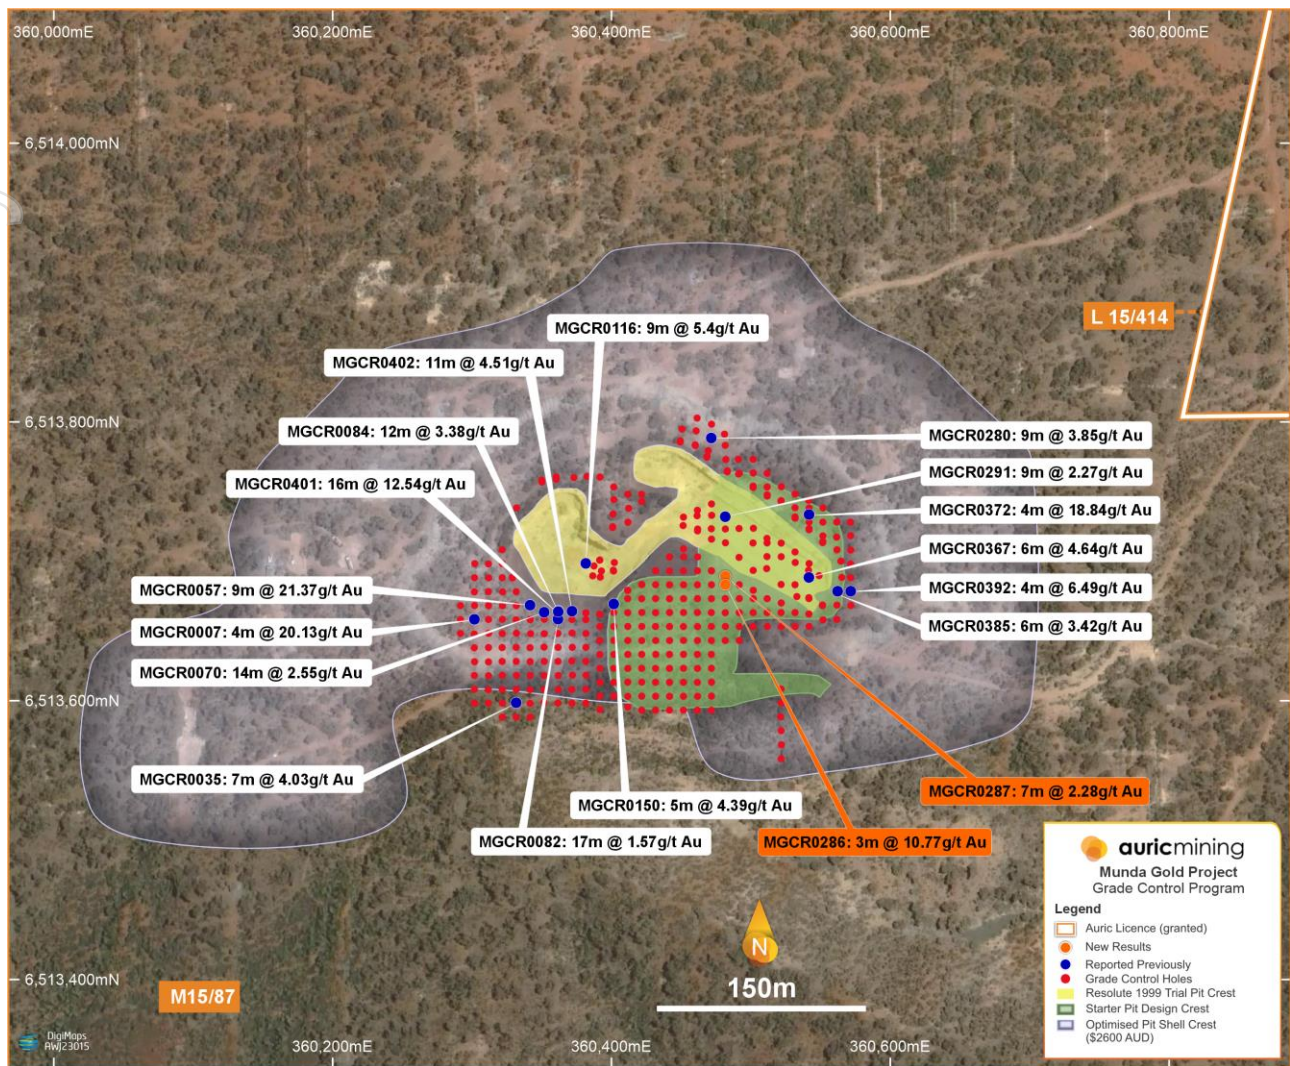 360,000mE
360,200mE
360,400mE
360,600mE
360,800mE
6,514,000mN
L 15/414
MGCR0116: 9m @ 5.4g/t Au
MGCR0402: 11m @ 4.51g/t Au
6,513,800mN
MGCR0084: 12m @ 3.38g/t Au
MGCR0280: 9m @ 3.85g/t Au
MGCR0291: 9m @ 2.27g/t Au
MGCR0401: 16m @ 12.54g/t Au
MGCR0372: 4m @ 18.84g/t Au
MGCR0367: 6m @ 4.64g/t Au
MGCR0057: 9m @ 21.37g/t Au
MGCR0392: 4m @ 6.49g/t Au
MGCR0007: 4m @ 20.13g/t Au
MGCR0385: 6m @ 3.42g/t Au
MGCR0070: 14m @ 2.55g/t Au
6,513,600mN
MGCR0035: 7m @ 4.03g/t Au
MGCR0287: 7m @ 2.28g/t Au
MGCR0150: 5m @ 4.39g/t Au
MGCR0082: 17m @ 1.57g/t Au
MGCR0286: 3m @ 10.77g/t Au
auricmining
Munda Gold Project
Grade Control Program
Legend
Auric Licence (granted)
New Results
Reported Previously
Grade Control Holes
Resolute 1999 Trial Pit Crest
Starter Pit Design Crest
Optimised Pit Shell Crest
($2600 AUD)
N
150m
6,513,400mN
M15/87
DigiMaps
AWJ23015
360,200mE
360,400mE
360,600mE